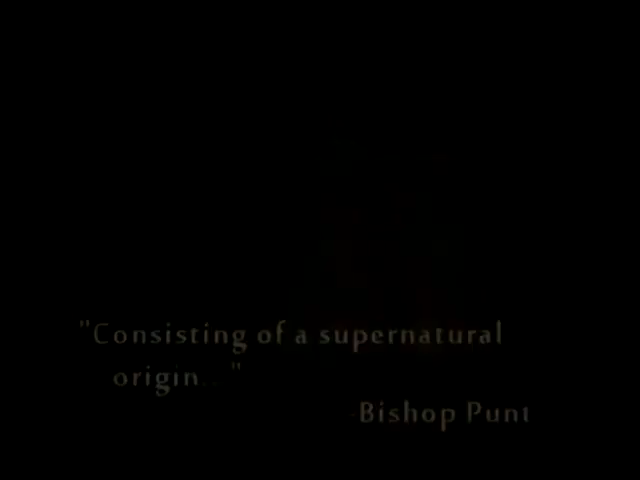 "Consisting of a supernatural
origin..."
-Bishop Punt